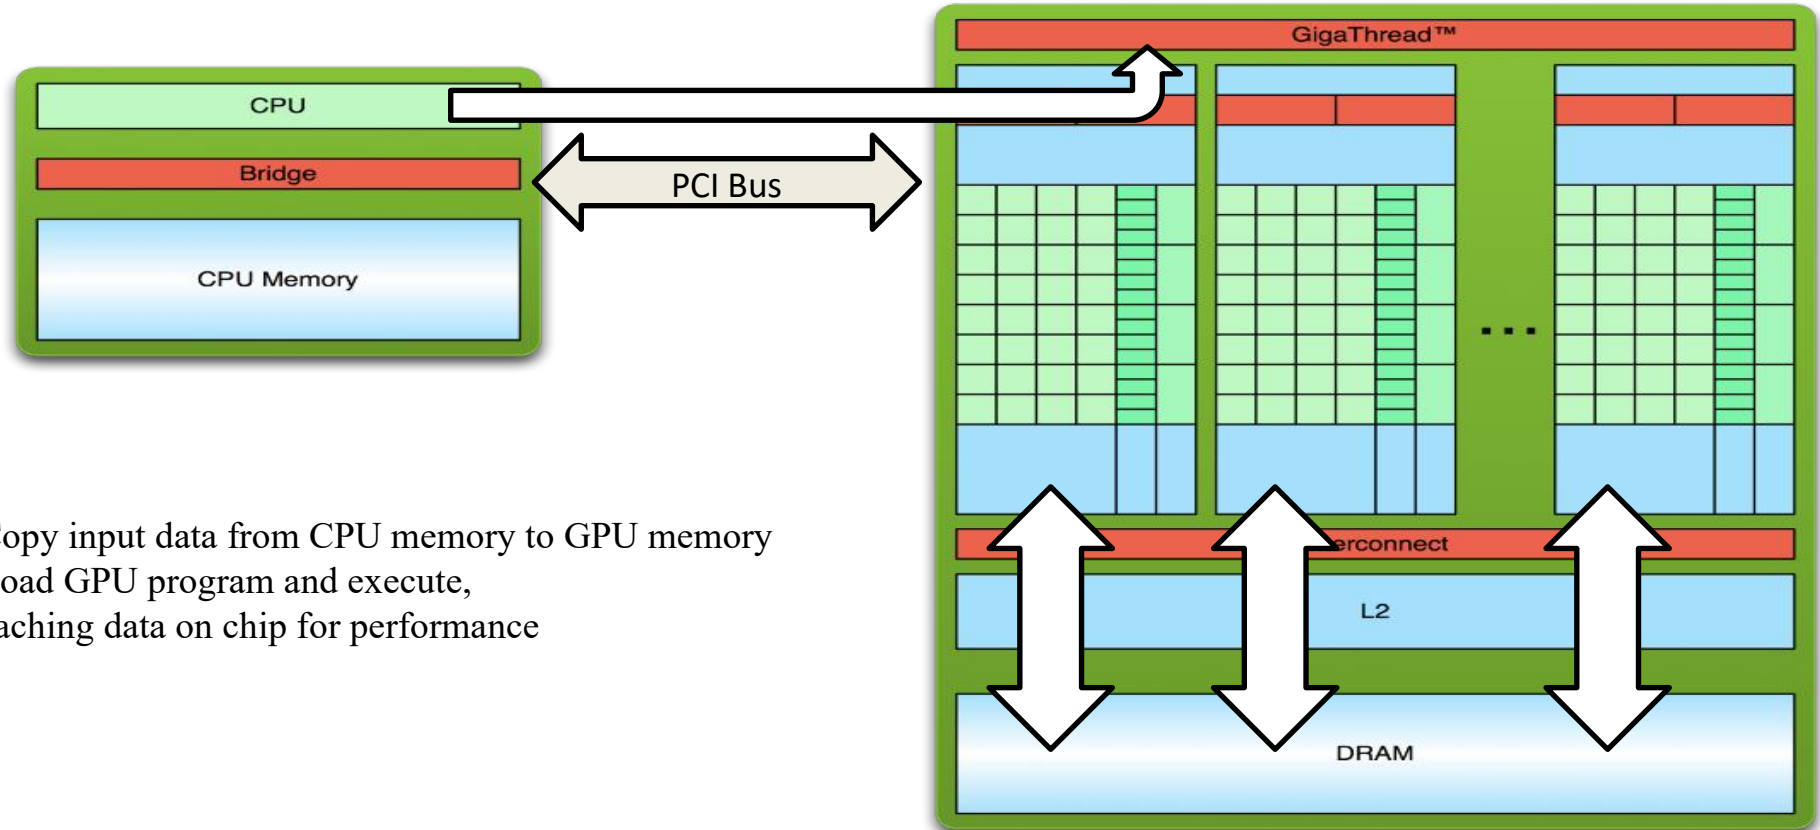 GigaThread™
CPU
Bridge
PCI Bus
CPU Memory
opy input data from CPU memory to GPU memory
oad GPU program and execute,
aching data on chip for performance
erconnect
L2
DRAM